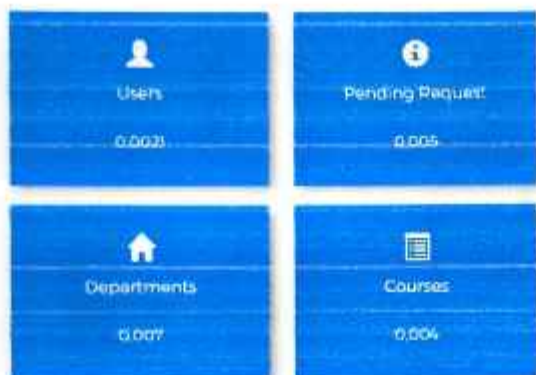 Users
Pending Request
0,005
Departments
0,007
Courses
0,004